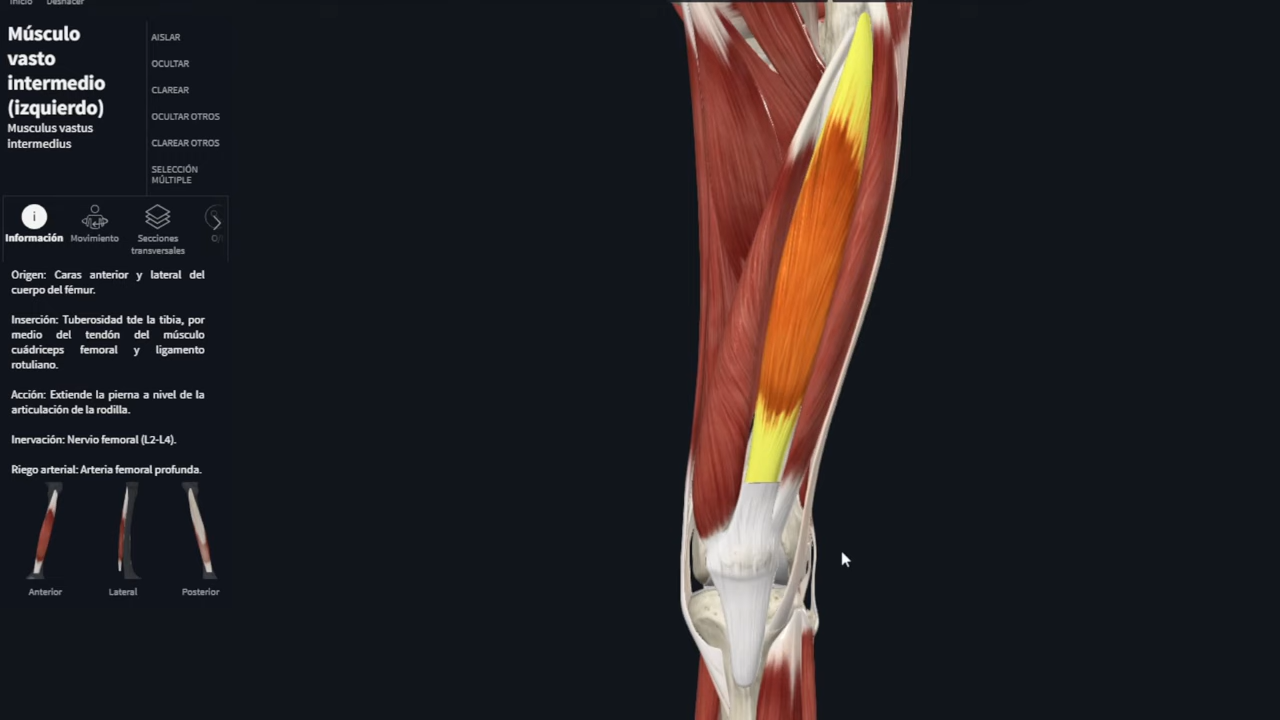 Inicio Deshacer
Músculo
vasto
intermedio
(izquierdo)
Musculus vastus
intermedius
AISLAR
OCULTAR
CLAREAR
OCULTAR OTROS
CLAREAR OTROS
SELECCIÓN
MÚLTIPLE
i
Información
Movimiento
Secciones
transversales
Origen: Caras anterior y lateral del
cuerpo del fémur.
Inserción: Tuberosidad tde la tibia, por
medio del tendón del músculo
cuádriceps femoral y ligamento
rotuliano.
Acción: Extiende la pierna a nivel de la
articulación de la rodilla.
Inervación: Nervio femoral (L2-L4).
Riego arterial: Arteria femoral profunda.
Anterior
Lateral
Posterior